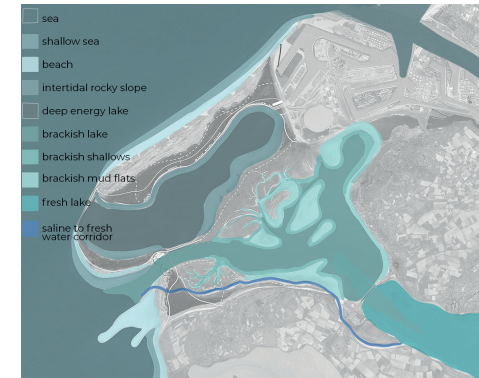 sea
shallow sea
beach
intertidal rocky slope
deep energy lake
brackish lake
brackish shallows
brackish mud flats
fresh lake
saline to fresh
water corridor